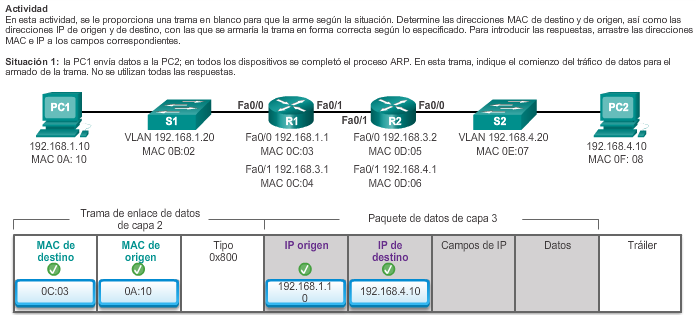 Actividad
En esta actividad, se le proporciona una trama en blanco para que la arme según la situación. Determine las direcciones MAC de destino y de origen, así como las
direcciones IP de origen y de destino, con las que se armaría la trama en forma correcta según lo especificado. Para introducir las respuestas, arrastre las direcciones
MAC e IP a los campos correspondientes.
Situación 1: la PC1 envía datos a la PC2; en todos los dispositivos se completó el proceso ARP. En esta trama, indique el comienzo del tráfico de datos para el
armado de la trama. No se utilizan todas las respuestas.
PC1
192.168.1.10
MAC 0A: 10
S1
VLAN 192.168.1.20
MAC 0B:02
Fa0/0
R1
Fa0/1
Fa0/0 192.168.1.1
MAC 0C:03
Fa0/1 192.168.3.1
MAC 0C:04
Fa0/1
R2
Fa0/0
Fa0/0 192.168.3.2
MAC 0D:05
Fa0/1 192.168.4.1
MAC 0D:06
S2
VLAN 192.168.4.20
MAC 0E:07
PC2
192.168.4.10
MAC 0F: 08
Trama de enlace de datos
de capa 2
Paquete de datos de capa 3
MAC de
destino
0C:03
MAC de
origen
0A:10
Tipo
0x800
IP origen
192.168.1.1
0
IP de
destino
192.168.4.10
Campos de IP
Datos
Tráiler